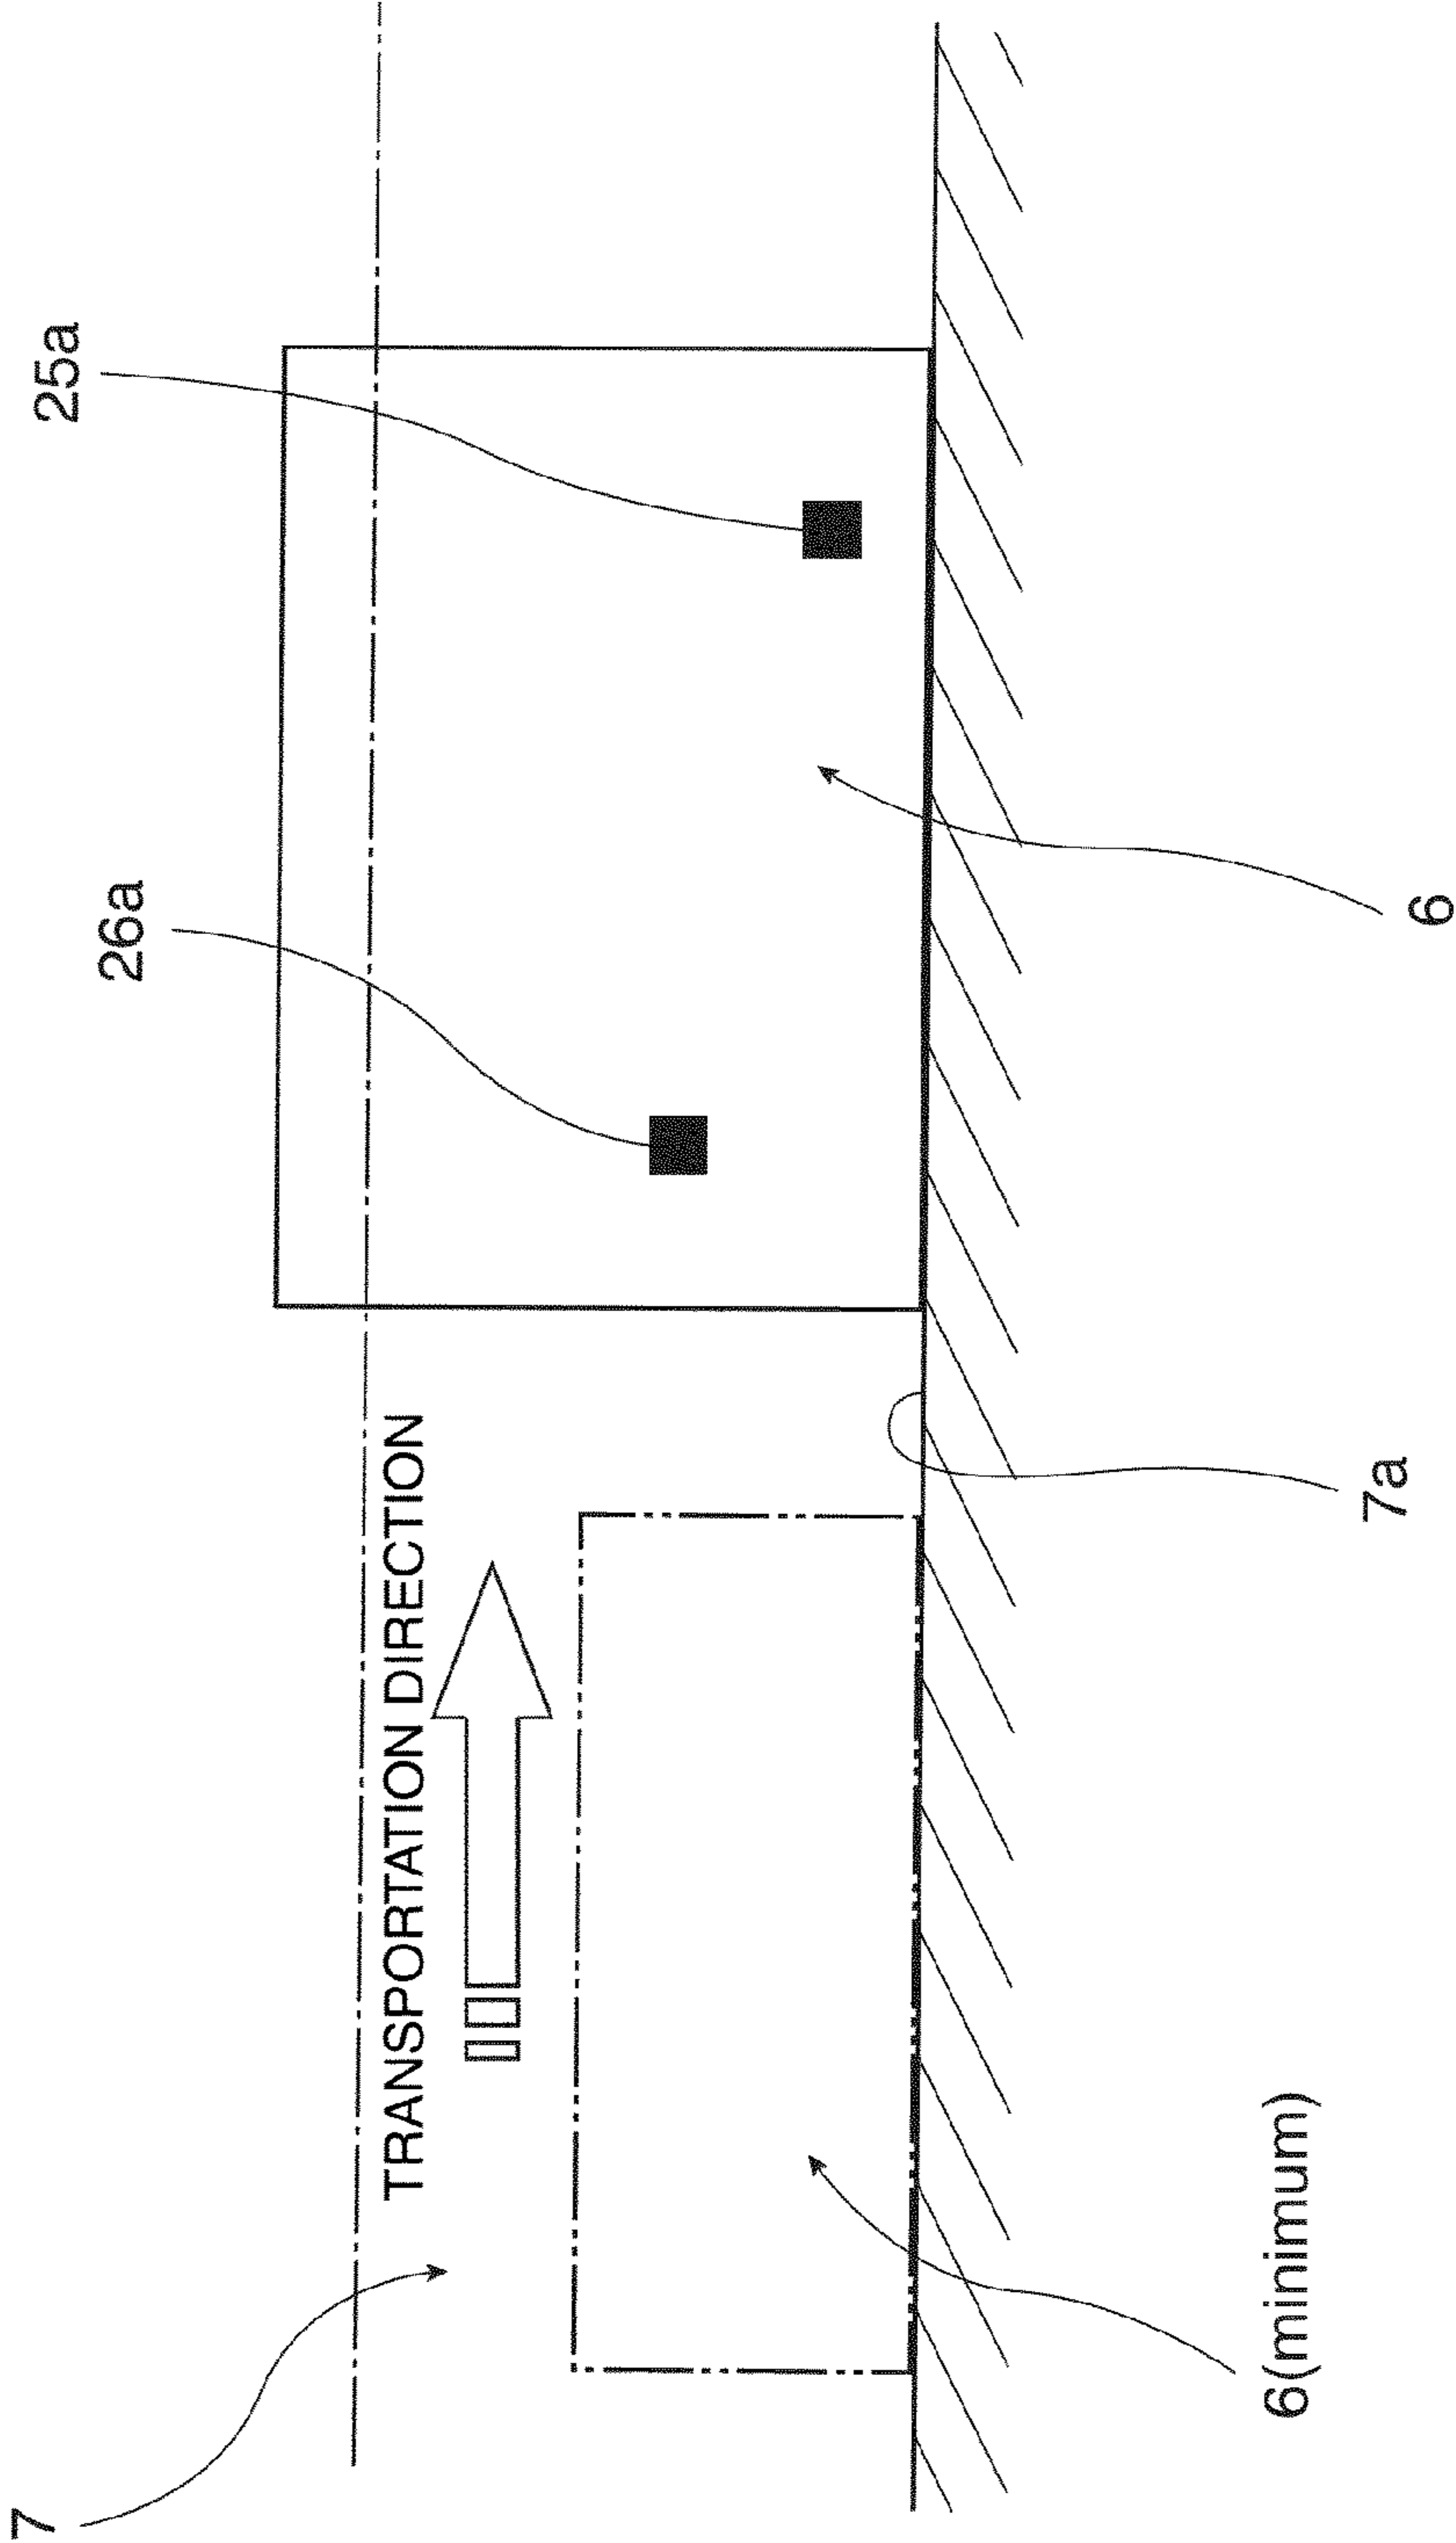 7
TRANSPORTATION DIRECTION
26a
25a
6(minimum)
7a
6